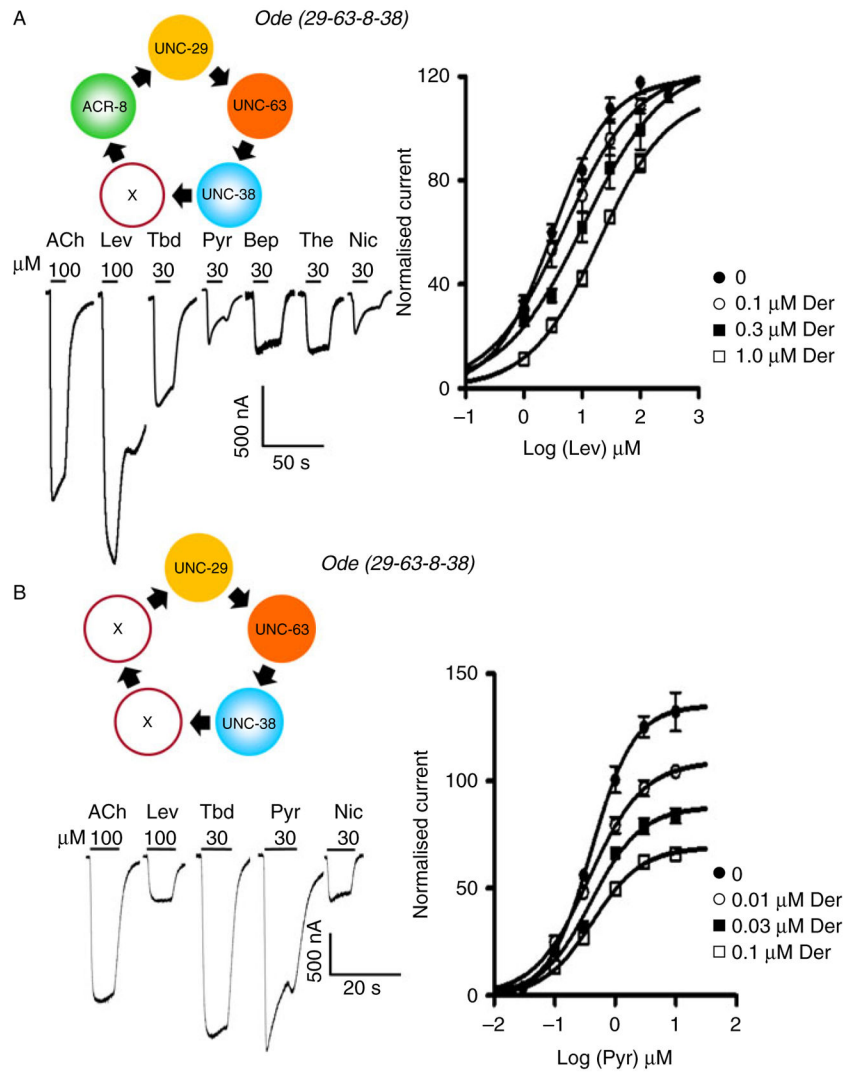 A
Ode (29-63-8-38)
UNC-29
ACR-8
UNC-63
X
UNC-38
ACh Lev Tbd Pyr Bep The Nic
μM 100 100 30 30 30 30 30
500 nA
50 s
Normalised current
120
80
40
0
−1 0 1 2 3
Log (Lev) μM
0
0.1 μM Der
0.3 μM Der
1.0 μM Der
B
Ode (29-63-8-38)
UNC-29
X
UNC-63
X
UNC-38
ACh Lev Tbd Pyr Nic
μM 100 100 30 30 30
500 nA
20 s
Normalised current
150
100
50
0
−2 −1 0 1 2
Log (Pyr) μM
0
0.01 μM Der
0.03 μM Der
0.1 μM Der